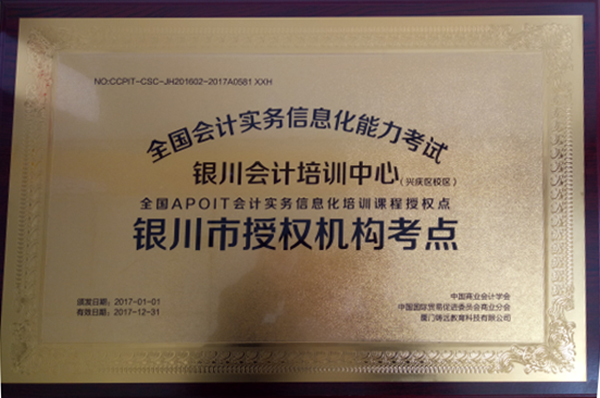 NO:CCPIT-CSC-JH201602-2017A0581 XXH
全国会计实务信息化能力考试
银川会计培训中心(兴庆区校区)
全国APOIT会计实务信息化培训课程授权点
银川市授权机构考点
颁发日期:2017-01-01
有效日期:2017-12-31
中国商业会计学会
中国国际贸易促进委员会商业分会
厦门网中网教育科技有限公司